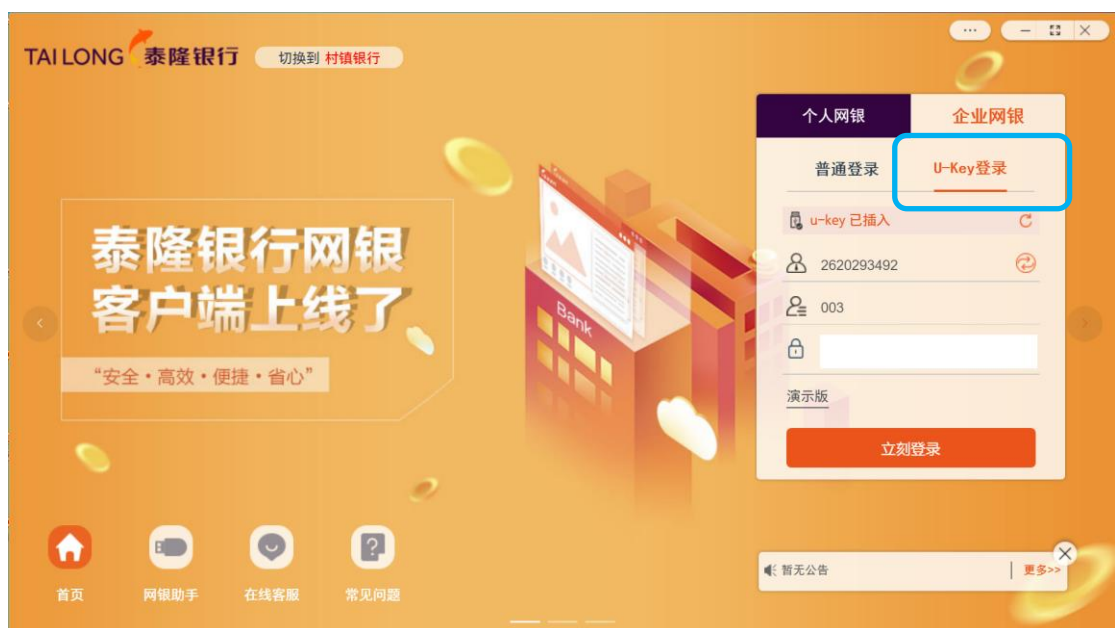 TAILONG 泰隆银行 切换到 村镇银行
个人网银 企业网银
普通登录 U-Key登录
u-key 已插入
2620293492
003
演示版
立刻登录
泰隆银行网银
客户端上线了
“安全·高效·便捷·省心”
Bank
首页 网银助手 在线客服 常见问题
暂无公告 更多>>